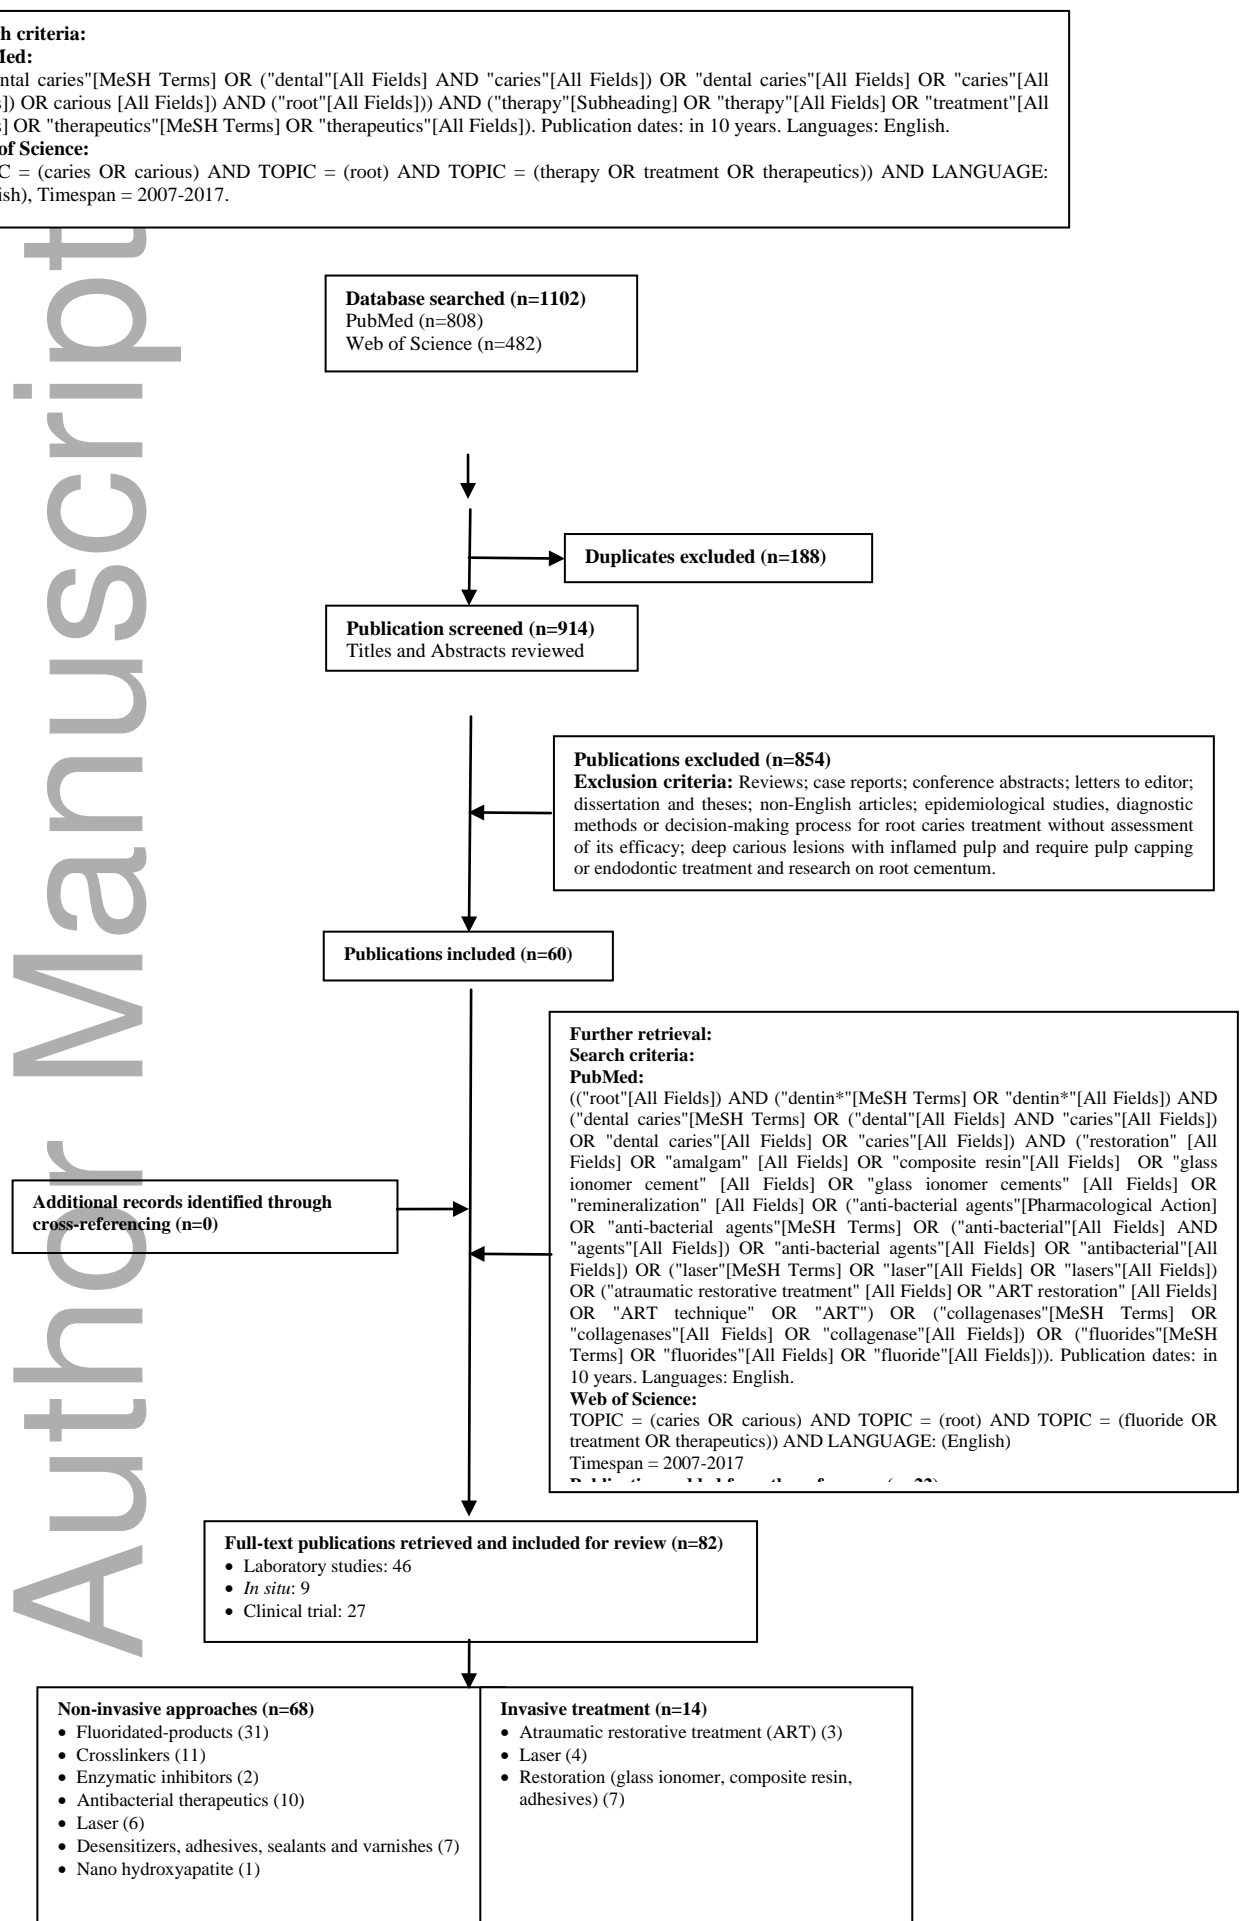 h criteria:
Med:
ntal caries"[MeSH Terms] OR ("dental"[All Fields] AND "caries"[All Fields]) OR "dental caries"[All Fields] OR "caries"[All
s]) OR carious [All Fields]) AND ("root"[All Fields])) AND ("therapy"[Subheading] OR "therapy"[All Fields] OR "treatment"[All
s] OR "therapeutics"[MeSH Terms] OR "therapeutics"[All Fields]). Publication dates: in 10 years. Languages: English.
of Science:
C = (caries OR carious) AND TOPIC = (root) AND TOPIC = (therapy OR treatment OR therapeutics)) AND LANGUAGE:
ish), Timespan = 2007-2017.
Database searched (n=1102)
PubMed (n=808)
Web of Science (n=482)
Duplicates excluded (n=188)
Publication screened (n=914)
Titles and Abstracts reviewed
Publications excluded (n=854)
Exclusion criteria: Reviews; case reports; conference abstracts; letters to editor;
dissertation and theses; non-English articles; epidemiological studies, diagnostic
methods or decision-making process for root caries treatment without assessment
of its efficacy; deep carious lesions with inflamed pulp and require pulp capping
or endodontic treatment and research on root cementum.
Publications included (n=60)
Further retrieval:
Search criteria:
PubMed:
(("root"[All Fields]) AND ("dentin*"[MeSH Terms] OR "dentin*"[All Fields]) AND
("dental caries"[MeSH Terms] OR ("dental"[All Fields] AND "caries"[All Fields])
OR "dental caries"[All Fields] OR "caries"[All Fields]) AND ("restoration" [All
Fields] OR "amalgam" [All Fields] OR "composite resin"[All Fields] OR "glass
ionomer cement" [All Fields] OR "glass ionomer cements" [All Fields] OR
"remineralization" [All Fields] OR ("anti-bacterial agents"[Pharmacological Action]
OR "anti-bacterial agents"[MeSH Terms] OR ("anti-bacterial"[All Fields] AND
"agents"[All Fields]) OR "anti-bacterial agents"[All Fields] OR "antibacterial"[All
Fields]) OR ("laser"[MeSH Terms] OR "laser"[All Fields] OR "lasers"[All Fields])
OR ("atraumatic restorative treatment" [All Fields] OR "ART restoration" [All Fields]
OR "ART technique" OR "ART") OR ("collagenases"[MeSH Terms] OR
"collagenases"[All Fields] OR "collagenase"[All Fields]) OR ("fluorides"[MeSH
Terms] OR "fluorides"[All Fields] OR "fluoride"[All Fields])). Publication dates: in
10 years. Languages: English.
Web of Science:
TOPIC = (caries OR carious) AND TOPIC = (root) AND TOPIC = (fluoride OR
treatment OR therapeutics)) AND LANGUAGE: (English)
Timespan = 2007-2017
Additional records identified through
cross-referencing (n=0)
Full-text publications retrieved and included for review (n=82)
• Laboratory studies: 46
• In situ: 9
• Clinical trial: 27
Non-invasive approaches (n=68)
• Fluoridated-products (31)
• Crosslinkers (11)
• Enzymatic inhibitors (2)
• Antibacterial therapeutics (10)
• Laser (6)
• Desensitizers, adhesives, sealants and varnishes (7)
• Nano hydroxyapatite (1)
Invasive treatment (n=14)
• Atraumatic restorative treatment (ART) (3)
• Laser (4)
• Restoration (glass ionomer, composite resin,
adhesives) (7)
Author Manuscript